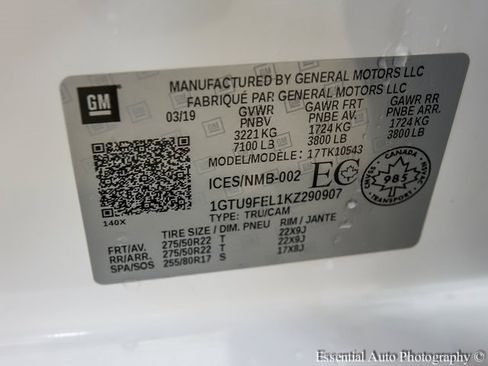 GM
MANUFACTURED BY GENERAL MOTORS LLC
FABRIQUÉ PAR GENERAL MOTORS LLC
03/19 GVWR GAWR FRT GAWR RR
PNBV PNBE AV. PNBE ARR.
3221 KG 1724 KG 1724 KG
7100 LB 3800 LB 3800 LB
MODEL/MODÈLE: 17TK10543
ICES/NMB-002 EC
CANADA 985 TRANSPORT
1GTU9FEL1KZ290907
TYPE: TRU/CAM
140X
TIRE SIZE / DIM. PNEU RIM / JANTE
FRT/AV. 275/50R22 T 22X9J
RR/ARR. 275/50R22 T 22X9J
SPA/SOS 255/80R17 S 17X8J
Essential Auto Photography ©